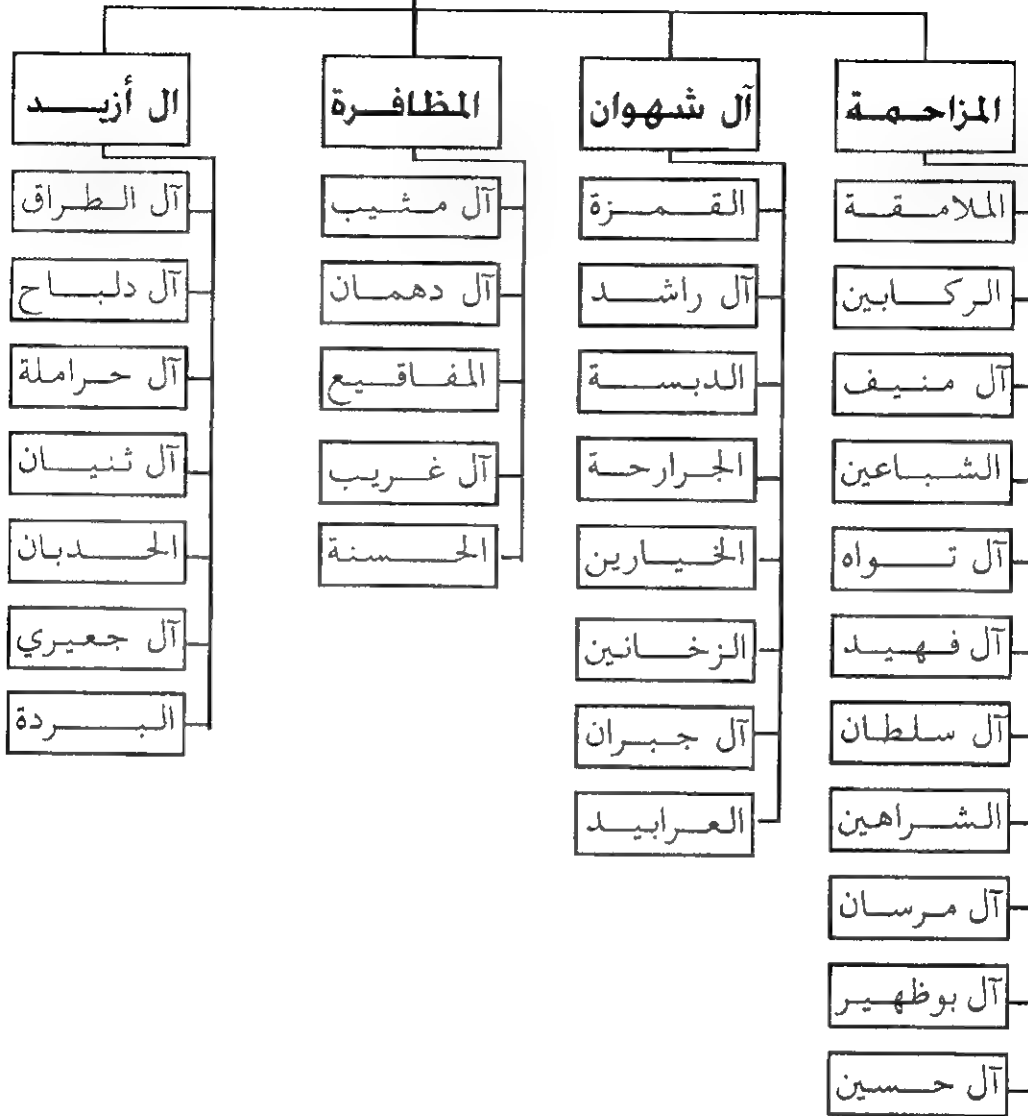 المزاحمة
الملامقة
الركابين
آل منيف
الشباعين
آل تواه
آل فهيد
آل سلطان
الشراهين
آل مرسان
آل بوظهير
آل حسين
آل شهوان
القمزة
آل راشد
الدبسة
الجرارحة
الخيارين
الزخانين
آل جبران
العرابيد
المظافرة
آل مثيب
آل دهمان
المفاقيع
آل غريب
الحسنة
ال أزيد
آل الطراق
آل دلباح
آل حراملة
آل ثنيان
الحدبان
آل جعيري
البردة